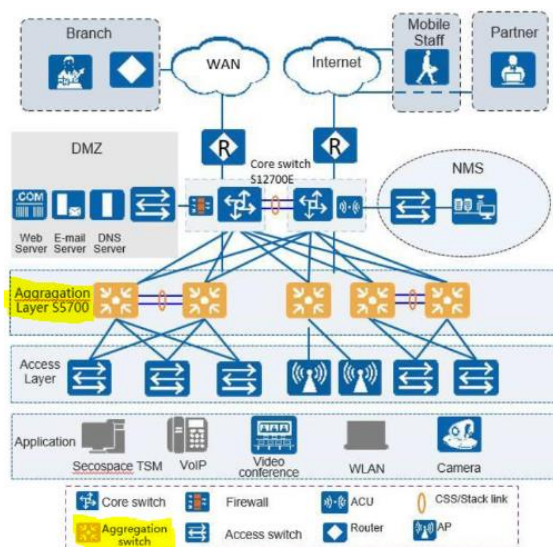 Branch
WAN
Internet
Mobile
Staff
Partner
R
R
DMZ
Core switch
S12700E
NMS
.COM
Web
Server
E-mail
Server
DNS
Server
Aggragation
Layer S5700
Access
Layer
Application
Secospace TSM
VoIP
Video
conference
WLAN
Camera
Core switch
Firewall
ACU
CSS/Stack link
Aggregation
switch
Access switch
Router
AP